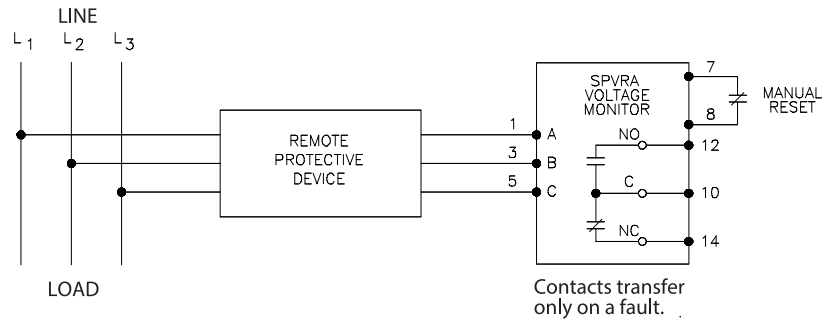 LINE
L1 L2 L3
REMOTE
PROTECTIVE
DEVICE
1
3
5
A
B
C
SPVRA
VOLTAGE
MONITOR
NO
C
NC
7
8
12
10
14
MANUAL
RESET
LOAD
Contacts transfer
only on a fault.